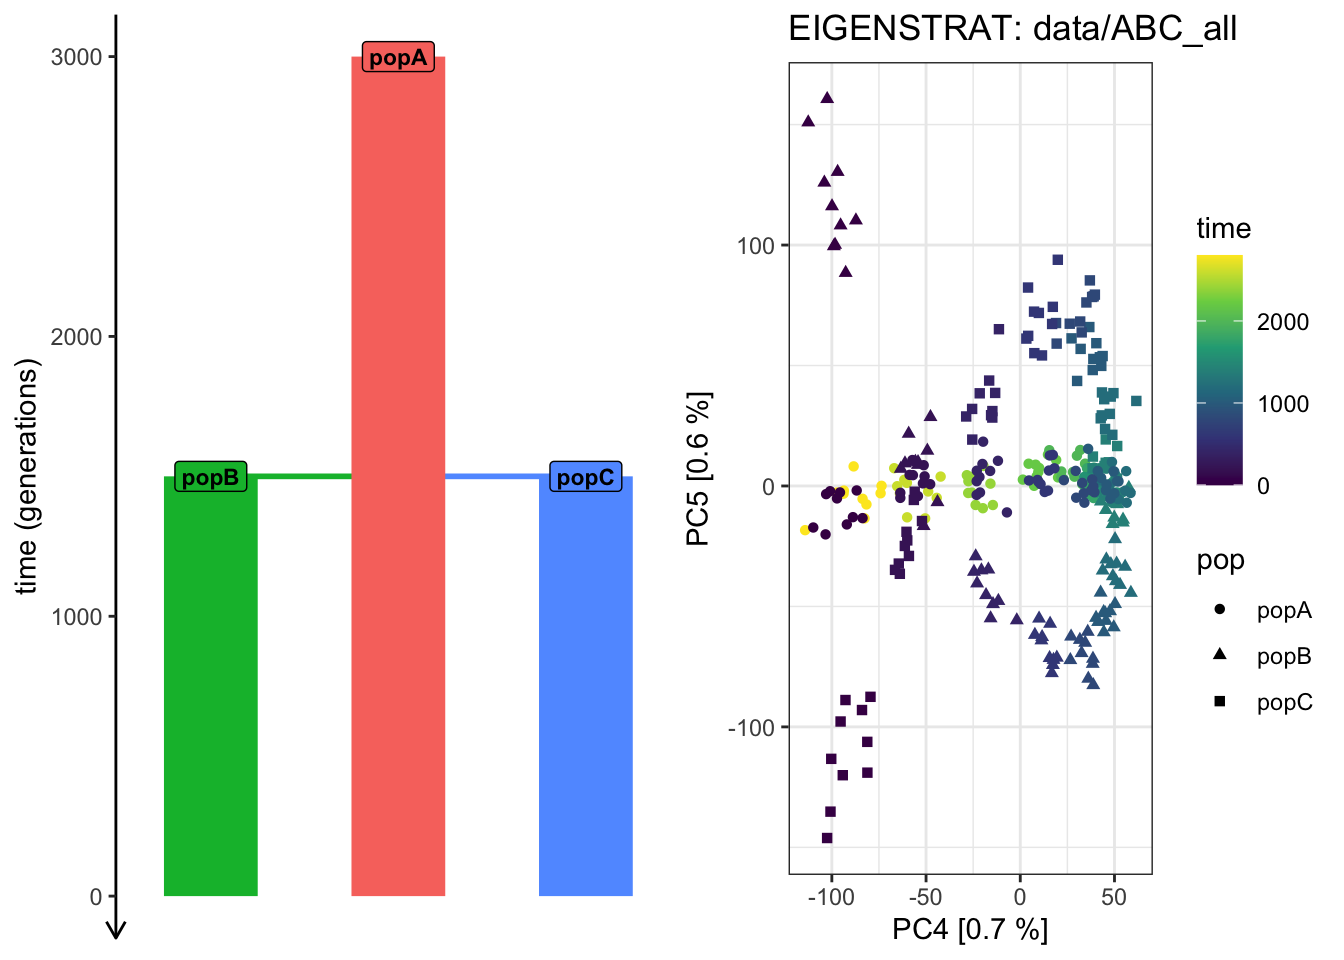 time (generations)
3000
2000
1000
0
popA
popB
popC
EIGENSTRAT: data/ABC_all
PC5 [0.6 %]
100
0
-100
-100
-50
0
50
PC4 [0.7 %]
time
2000
1000
0
pop
popA
popB
popC